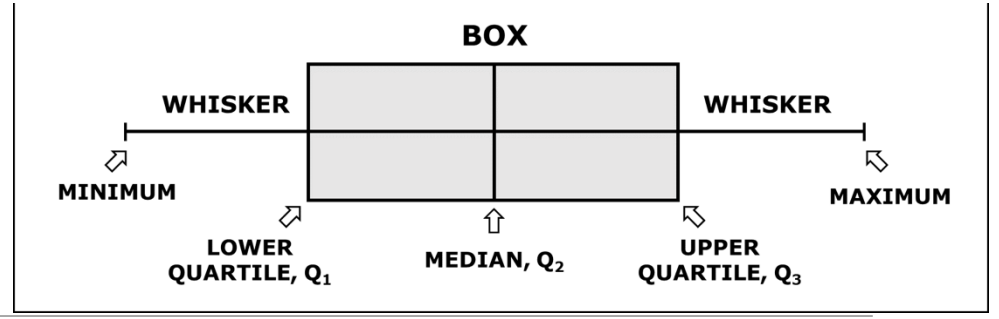 BOX
WHISKER
WHISKER
MINIMUM
MAXIMUM
LOWER
QUARTILE, Q₁
MEDIAN, Q₂
UPPER
QUARTILE, Q₃